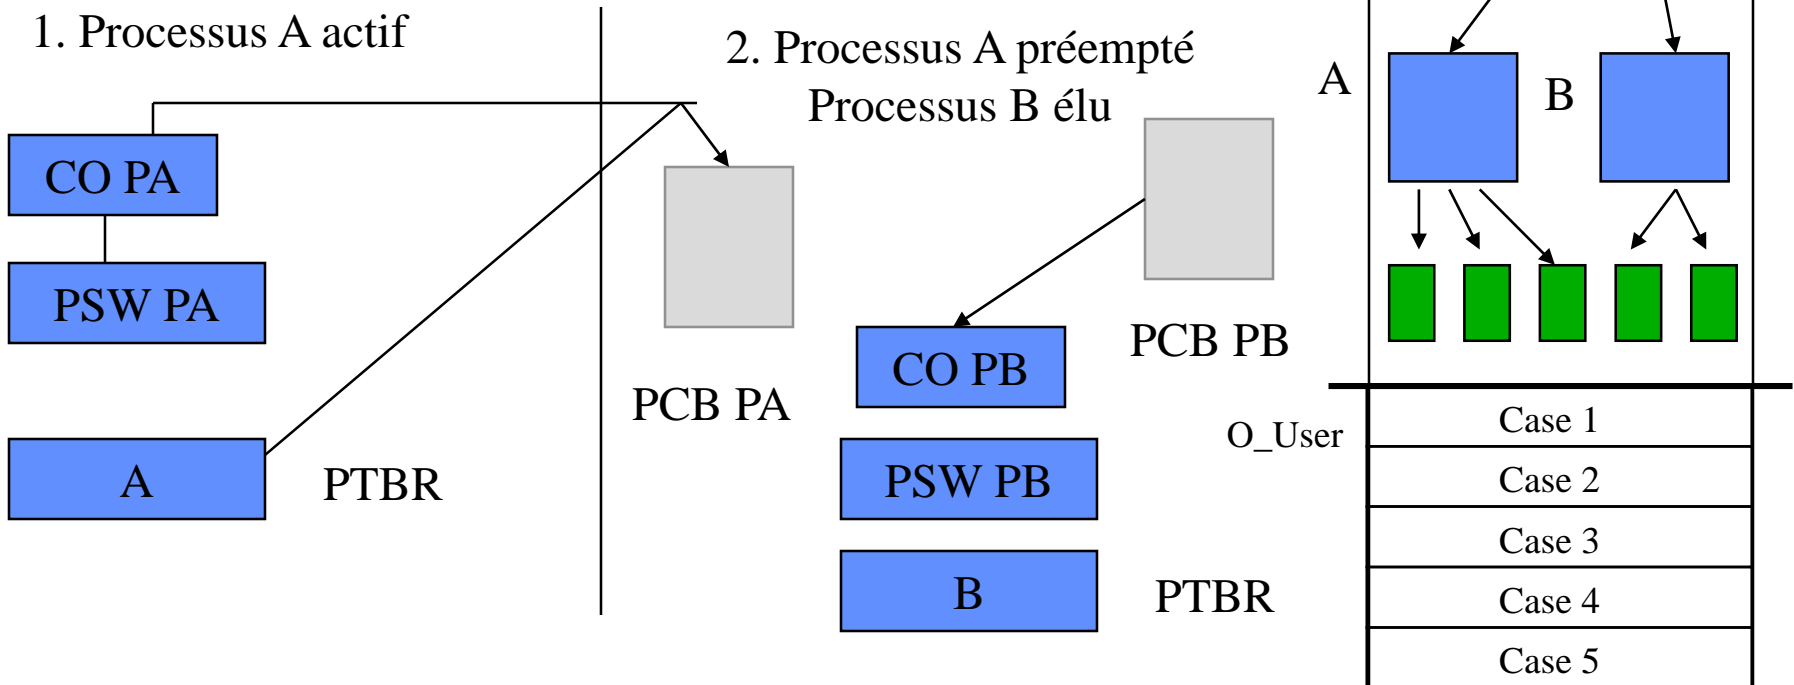 1. Processus A actif
CO PA
PSW PA
A
PTBR
2. Processus A préempté
Processus B élu
PCB PA
PCB PB
CO PB
PSW PB
B
PTBR
A
B
O_User
Case 1
Case 2
Case 3
Case 4
Case 5